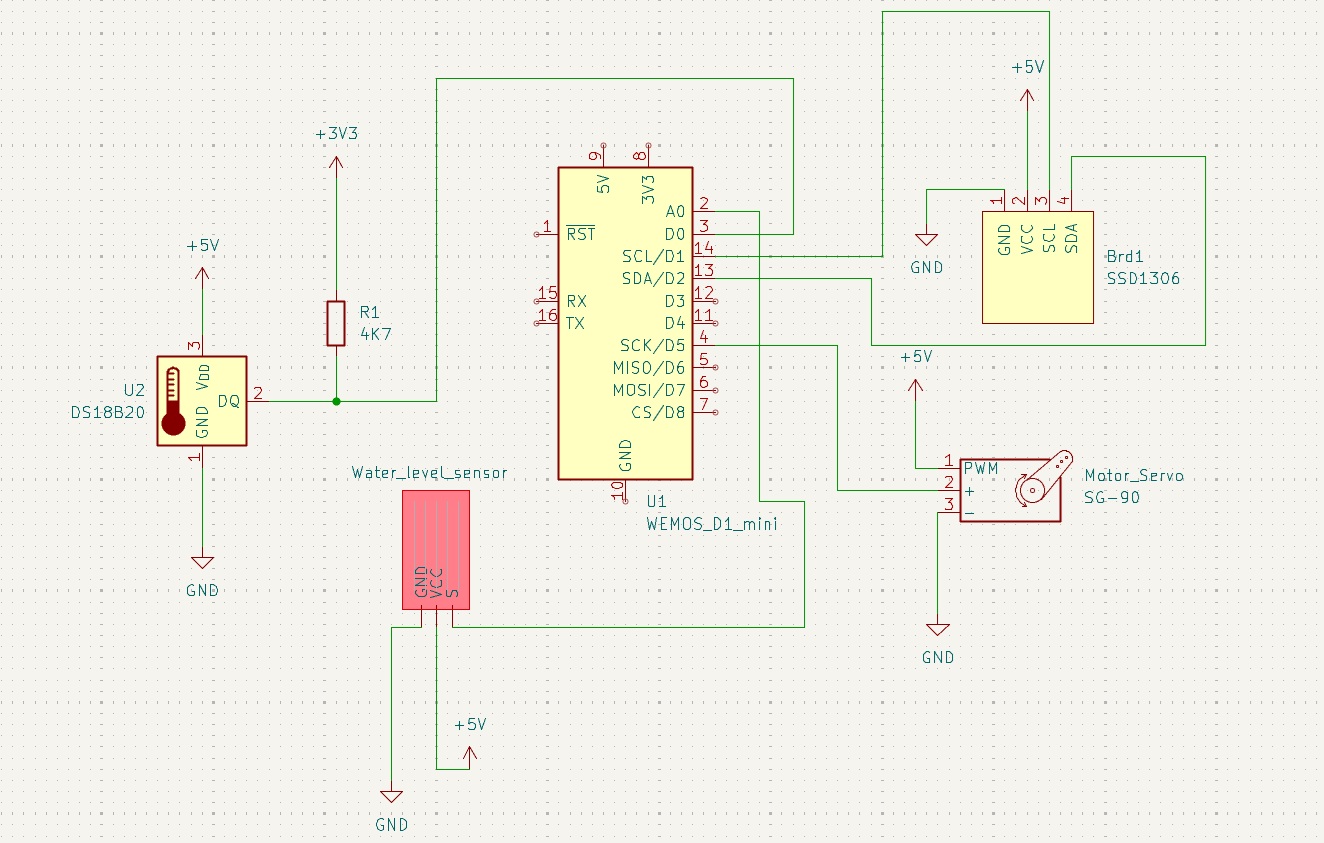 +5V
+3V3
9
8
5V
3V3
A0 2
1 RST
D0 3
+5V
GND
1
2
3
4
GND
VCC
SCL
SDA
SCL/D1 14
Brd1
SSD1306
SDA/D2 13
15 RX
D3 12
16 TX
D4 11
R1
4K7
SCK/D5 4
+5V
MISO/D6 5
MOSI/D7 6
CS/D8 7
GND
10
U1
WEMOS_D1_mini
3
VDD
U2
DS18B20
DQ 2
GND
1
GND
Water_level_sensor
GND
VCC
S
1 PWM
2 +
3 -
Motor_Servo
SG-90
GND
+5V
GND